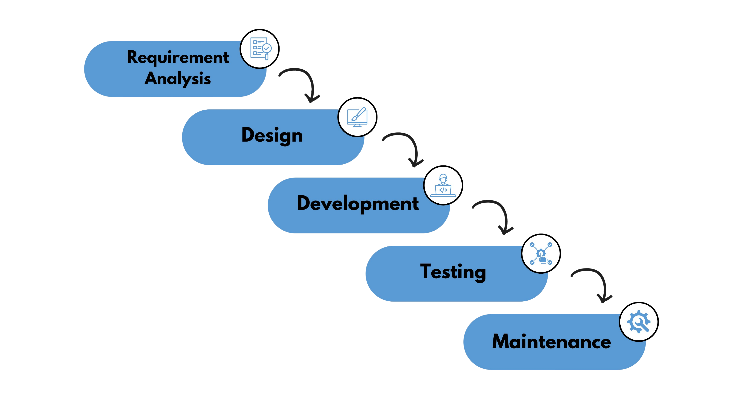 Requirement
Analysis
Design
Development
Testing
Maintenance